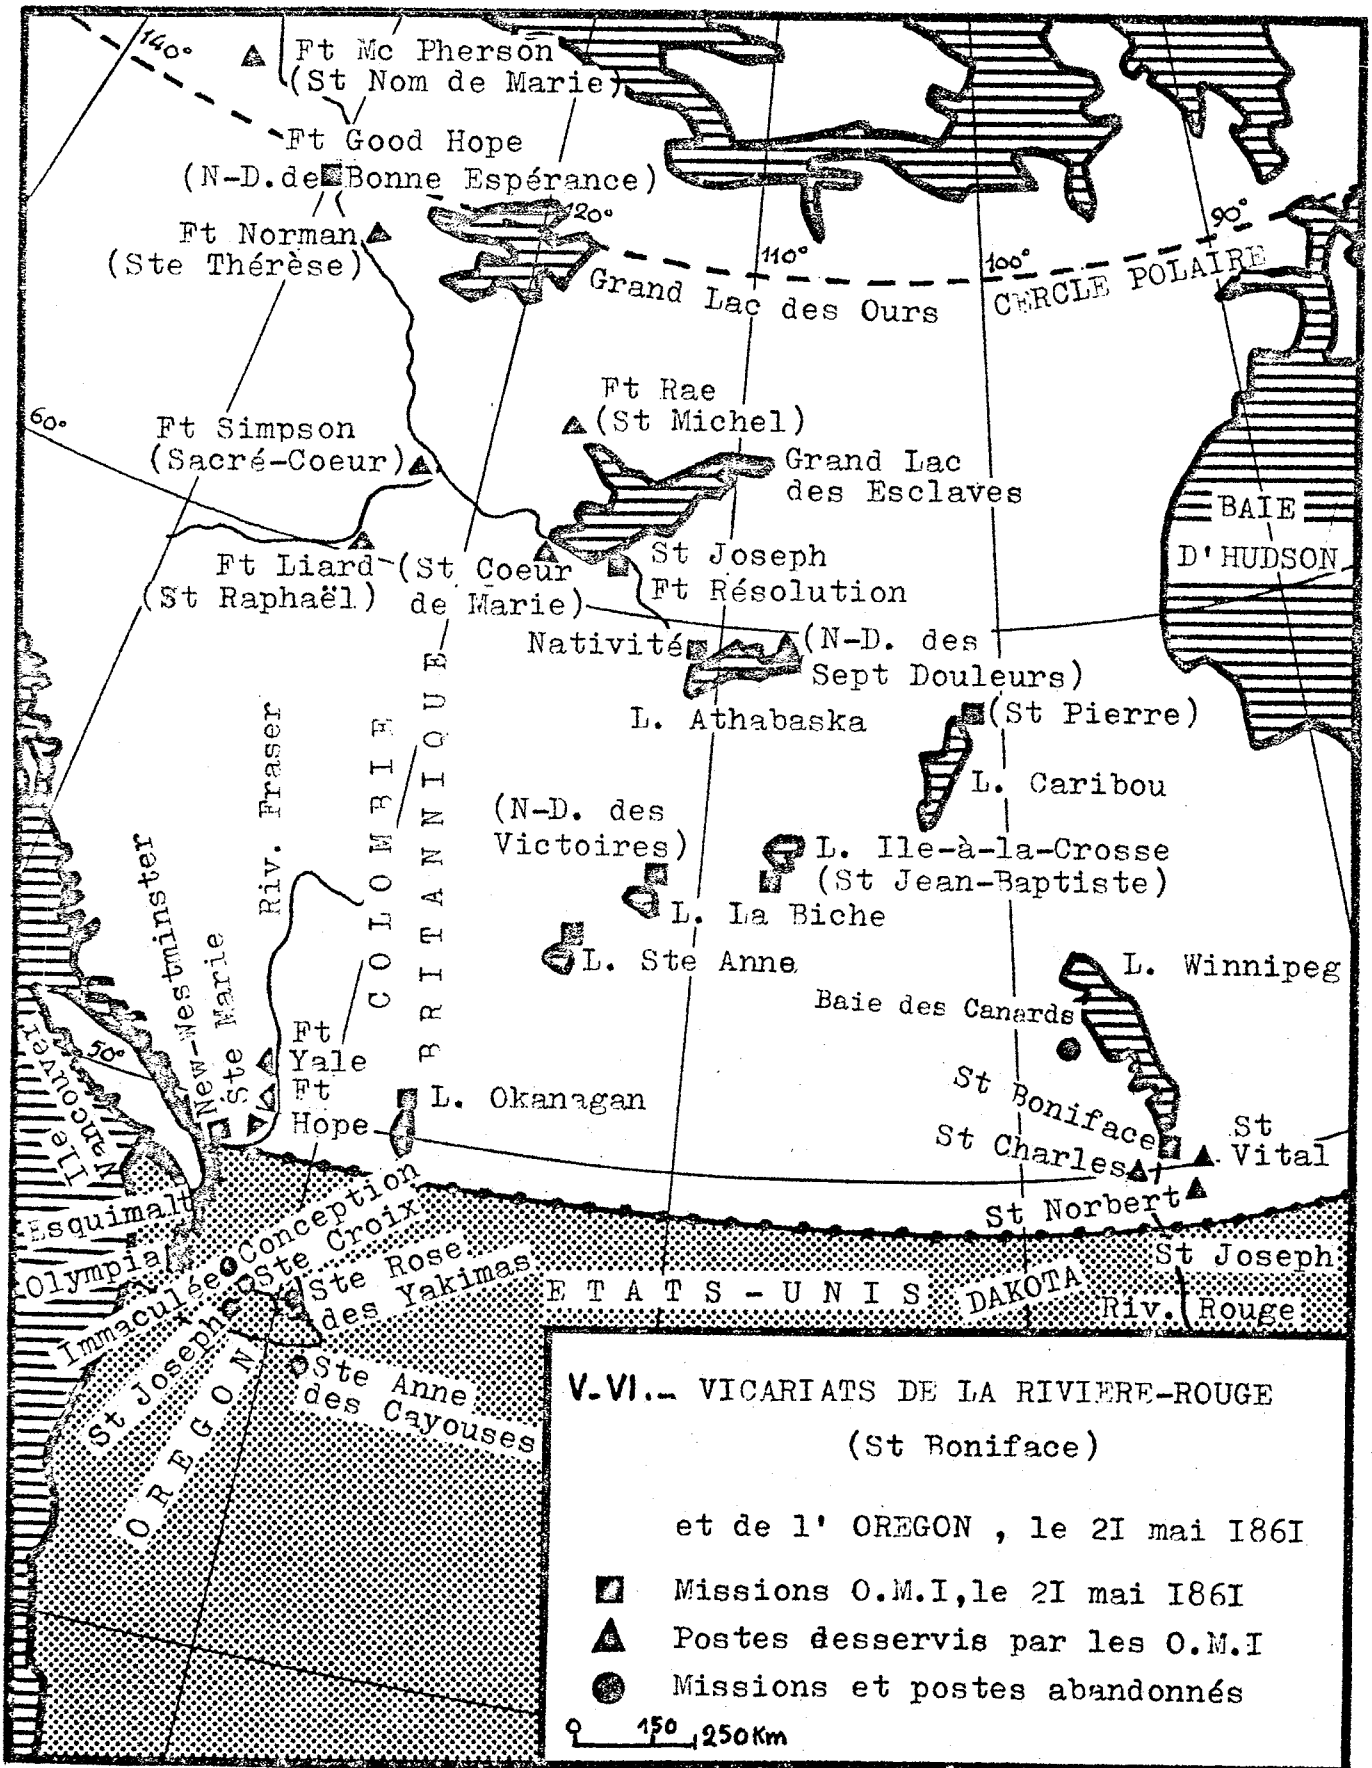 140°
Ft Mc Pherson
(St Nom de Marie)
Ft Good Hope
(N-D.de Bonne Espérance)
Ft Norman
(Ste Thérèse)
120°
110°
100°
90°
Grand Lac des Ours
CERCLE POLAIRE
60°
Ft Rae
(St Michel)
Ft Simpson
(Sacré-Coeur)
Grand Lac
des Esclaves
BAIE
D'HUDSON
Ft Liard
(St Raphaël)
(St Coeur
de Marie)
St Joseph
Ft Résolution
Nativité
(N-D. des
Sept Douleurs)
L. Athabaska
(St Pierre)
L. Caribou
Riv. Fraser
COLOMBIE
BRITANNIQUE
(N-D. des
Victoires)
L. Ile-à-la-Crosse
(St Jean-Baptiste)
L. La Biche
L. Ste Anne
L. Winnipeg
Baie des Canards
New-Westminster
Ste Marie
50°
Ile
Vancouver
Ft
Yale
Ft
Hope
L. Okanagan
St Boniface
St Charles
St
Vital
St Norbert
St Joseph
Riv. Rouge
Esquimalt
Olympia
Immaculée Conception
St Joseph
Ste Croix
Ste Rose
des Yakimas
Ste Anne
des Cayouses
OREGON
ETATS-UNIS
DAKOTA
V-VI.- VICARIATS DE LA RIVIERE-ROUGE
(St Boniface)
et de l' OREGON , le 2I mai I86I
Missions O.M.I,le 2I mai I86I
Postes desservis par les O.M.I
Missions et postes abandonnés
0 150 250Km